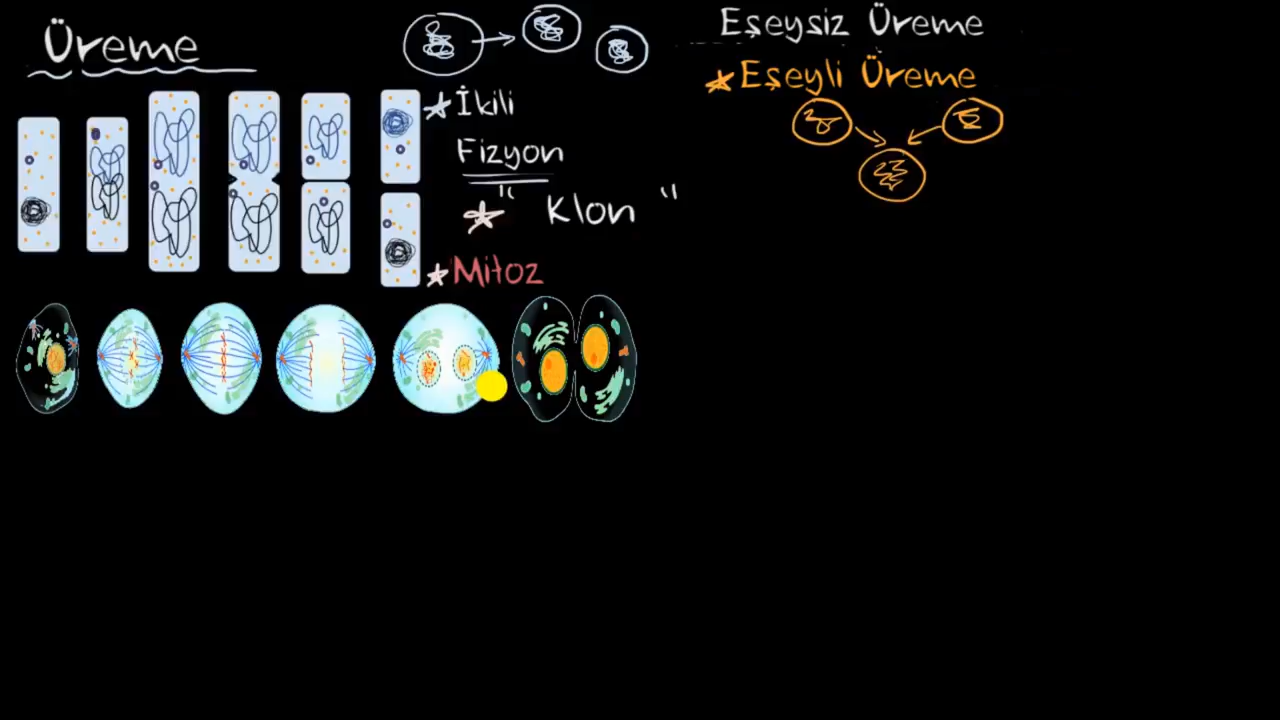 Üreme
Eşeysiz Üreme
★Eşeyli Üreme
★İkili
Fizyon
★ "Klon"
★Mitoz